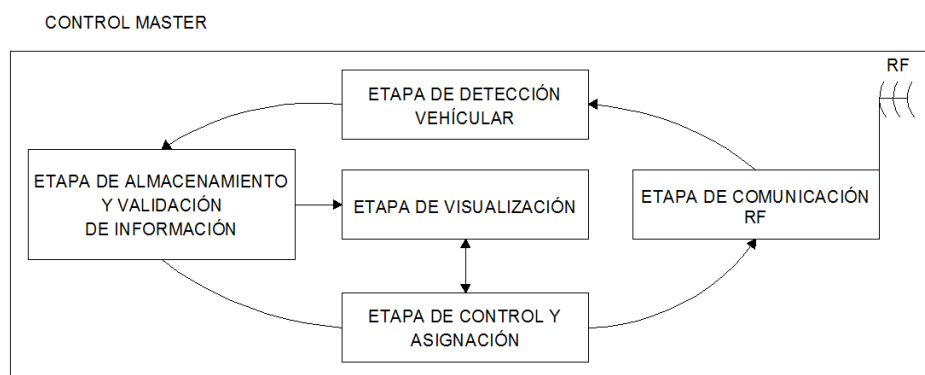 CONTROL MASTER
RF
ETAPA DE DETECCIÓN
VEHÍCULAR
ETAPA DE ALMACENAMIENTO
Y VALIDACIÓN
DE INFORMACIÓN
ETAPA DE VISUALIZACIÓN
ETAPA DE COMUNICACIÓN
RF
ETAPA DE CONTROL Y
ASIGNACIÓN